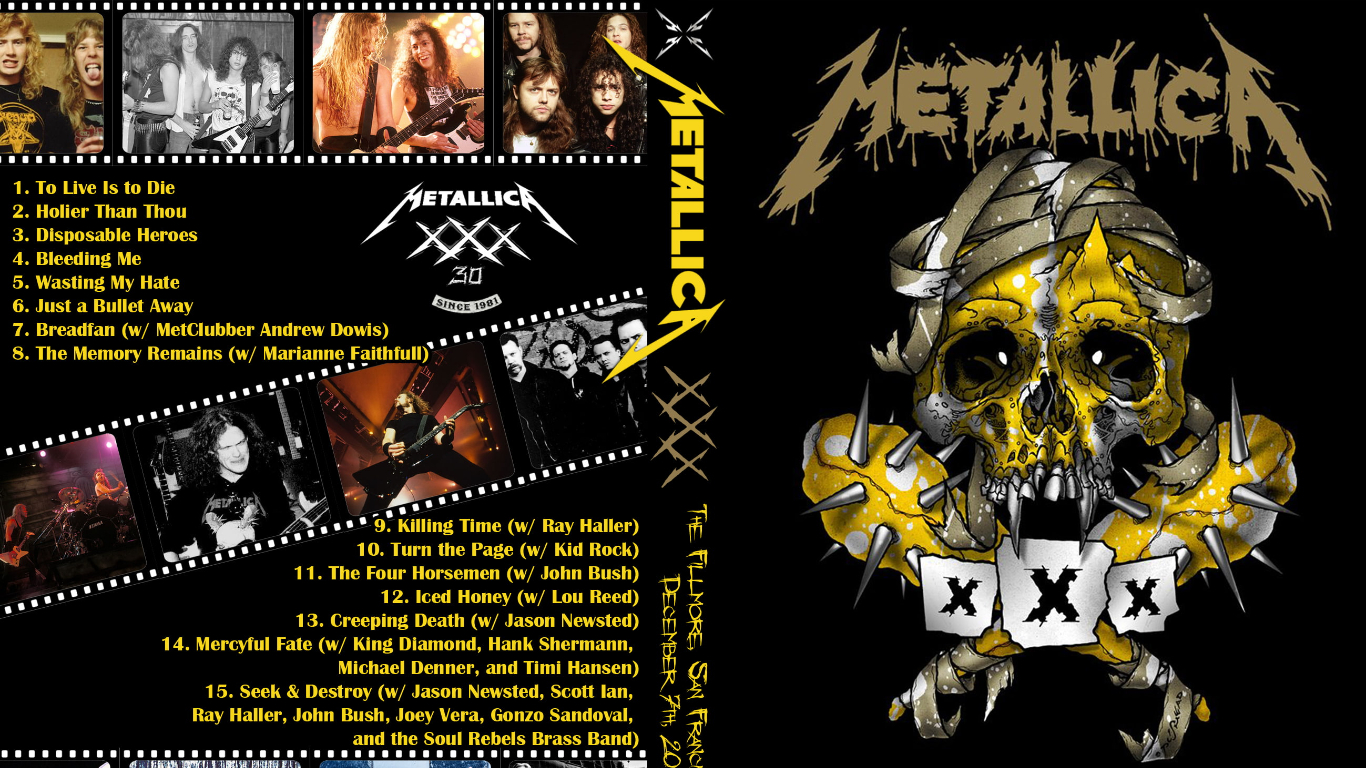 METALLICA
XXX
30
SINCE 1981
1. To Live Is to Die
2. Holier Than Thou
3. Disposable Heroes
4. Bleeding Me
5. Wasting My Hate
6. Just a Bullet Away
7. Breadfan (w/ MetClubber Andrew Dowis)
8. The Memory Remains (w/ Marianne Faithfull)
METALLICA
9. Killing Time (w/ Ray Haller)
10. Turn the Page (w/ Kid Rock)
11. The Four Horsemen (w/ John Bush)
12. Iced Honey (w/ Lou Reed)
13. Creeping Death (w/ Jason Newsted)
14. Mercyful Fate (w/ King Diamond, Hank Shermann,
Michael Denner, and Timi Hansen)
15. Seek & Destroy (w/ Jason Newsted, Scott Ian,
Ray Haller, John Bush, Joey Vera, Gonzo Sandoval,
and the Soul Rebels Brass Band)
METALLICA
XXX
THE FILLMORE, SAN FRANC
DECEMBER 7TH, 20
METALLICA
X X X